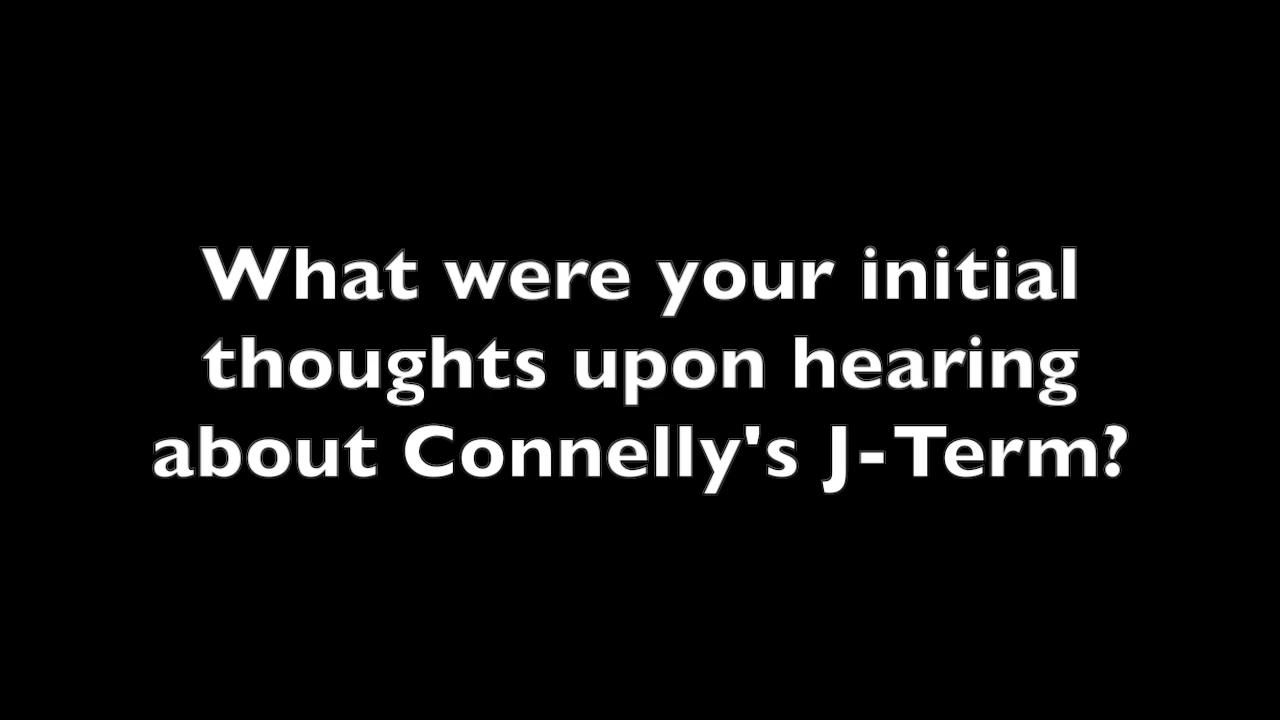 What were your initial
thoughts upon hearing
about Connelly's J-Term?